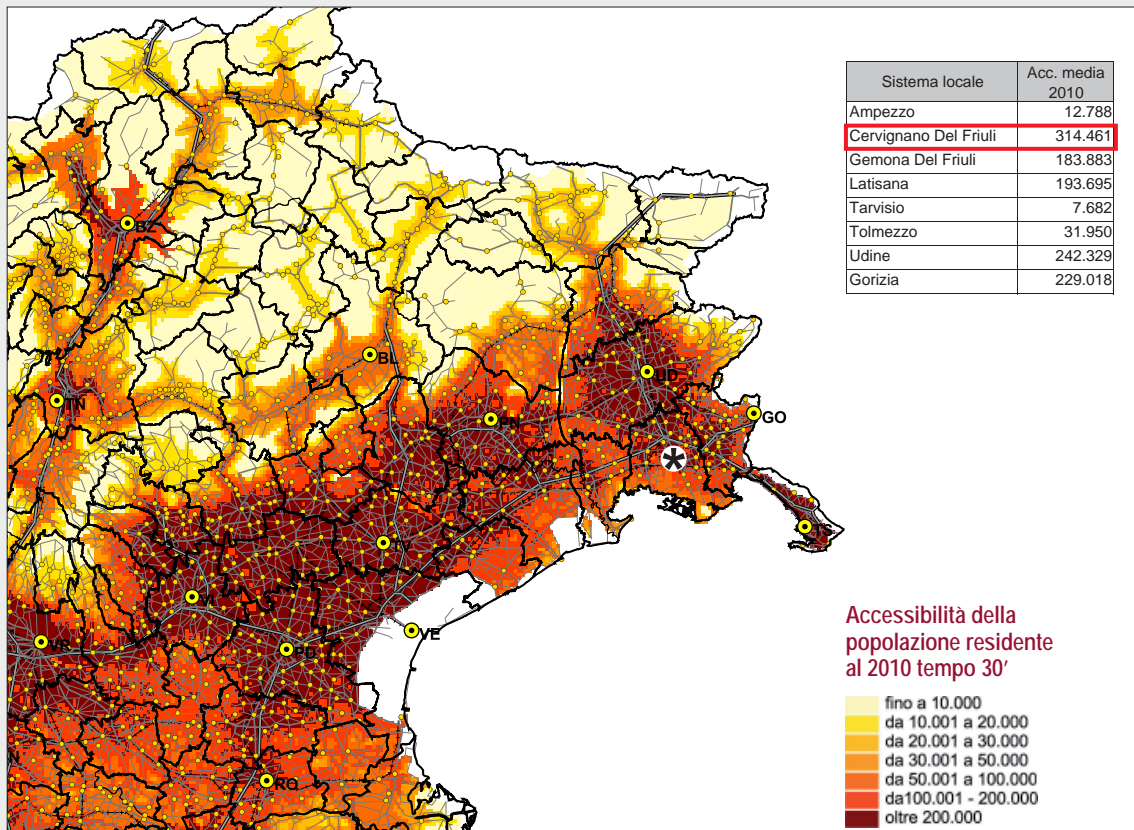 Sistema locale Acc. media 2010
Ampezzo 12.788
Cervignano Del Friuli 314.461
Gemona Del Friuli 183.883
Latisana 193.695
Tarvisio 7.682
Tolmezzo 31.950
Udine 242.329
Gorizia 229.018
BZ
BL
UD
TN
PN
GO
*
TS
VI
VE
VR
PD
RO
Accessibilità della
popolazione residente
al 2010 tempo 30'
fino a 10.000
da 10.001 a 20.000
da 20.001 a 30.000
da 30.001 a 50.000
da 50.001 a 100.000
da100.001 - 200.000
oltre 200.000